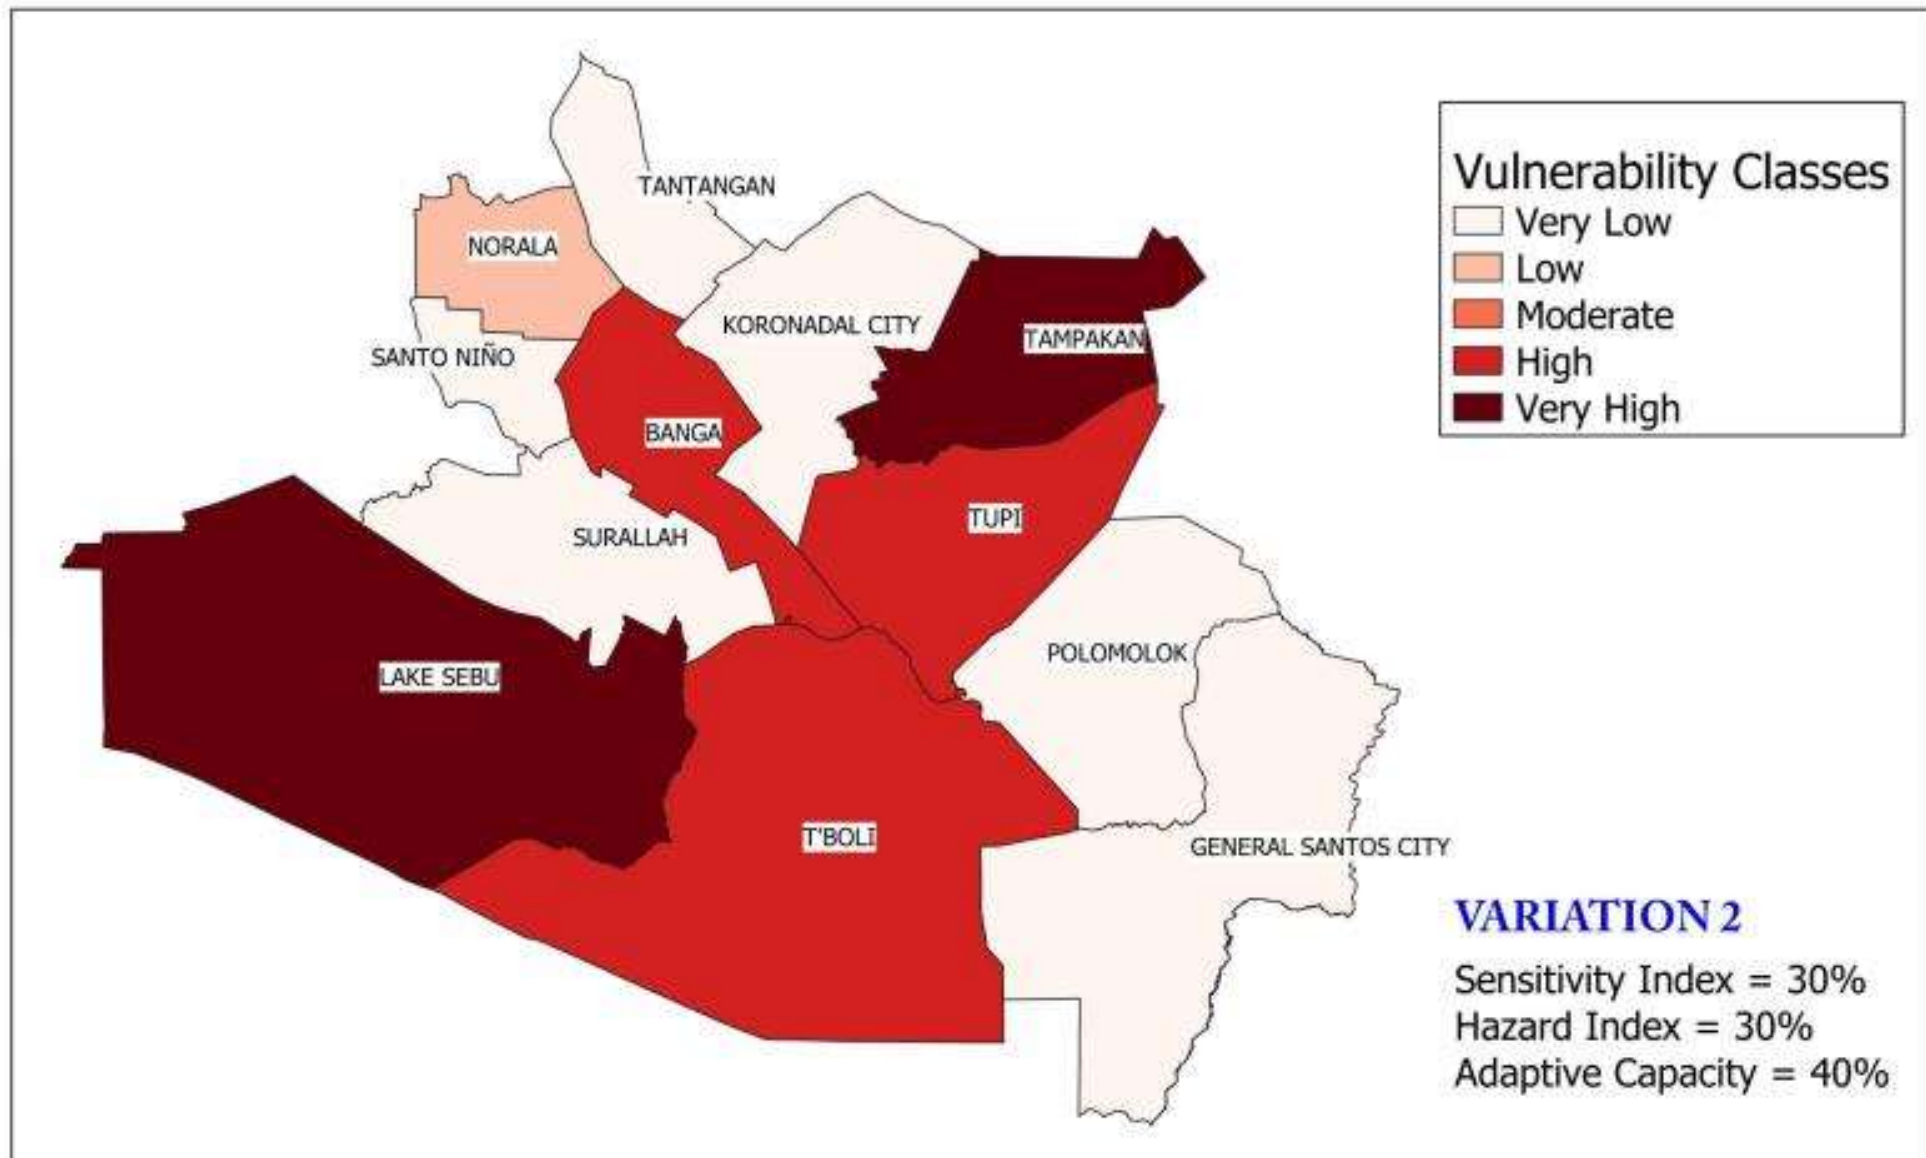 TANTANGAN
NORALA
KORONADAL CITY
TAMPAKAN
SANTO NIÑO
BANGA
TUPI
SURALLAH
POLOMOLOK
LAKE SEBU
T'BOLI
GENERAL SANTOS CITY
Vulnerability Classes
Very Low
Low
Moderate
High
Very High
VARIATION 2
Sensitivity Index = 30%
Hazard Index = 30%
Adaptive Capacity = 40%